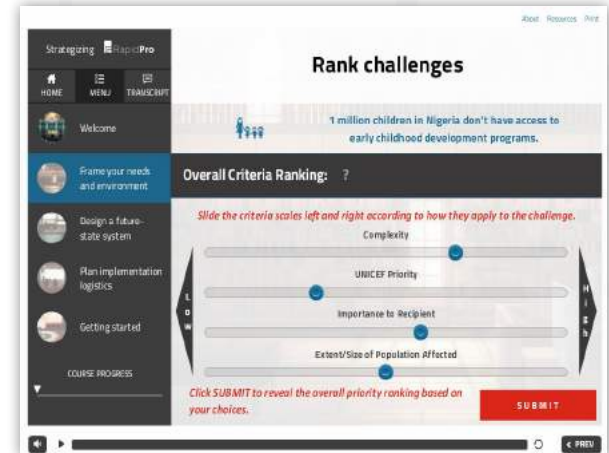 About Resources Print
Strategizing RapidPro
HOME MENU TRANSCRIPT
Welcome
Frame your needs
and environment
Design a future-
state system
Plan implementation
logistics
Getting started
COURSE PROGRESS
Rank challenges
1 million children in Nigeria don't have access to
early childhood development programs.
Overall Criteria Ranking: ?
Slide the criteria scales left and right according to how they apply to the challenge.
Complexity
UNICEF Priority
Importance to Recipient
Extent/Size of Population Affected
Low
High
Click SUBMIT to reveal the overall priority ranking based on
your choices.
SUBMIT
< PREV